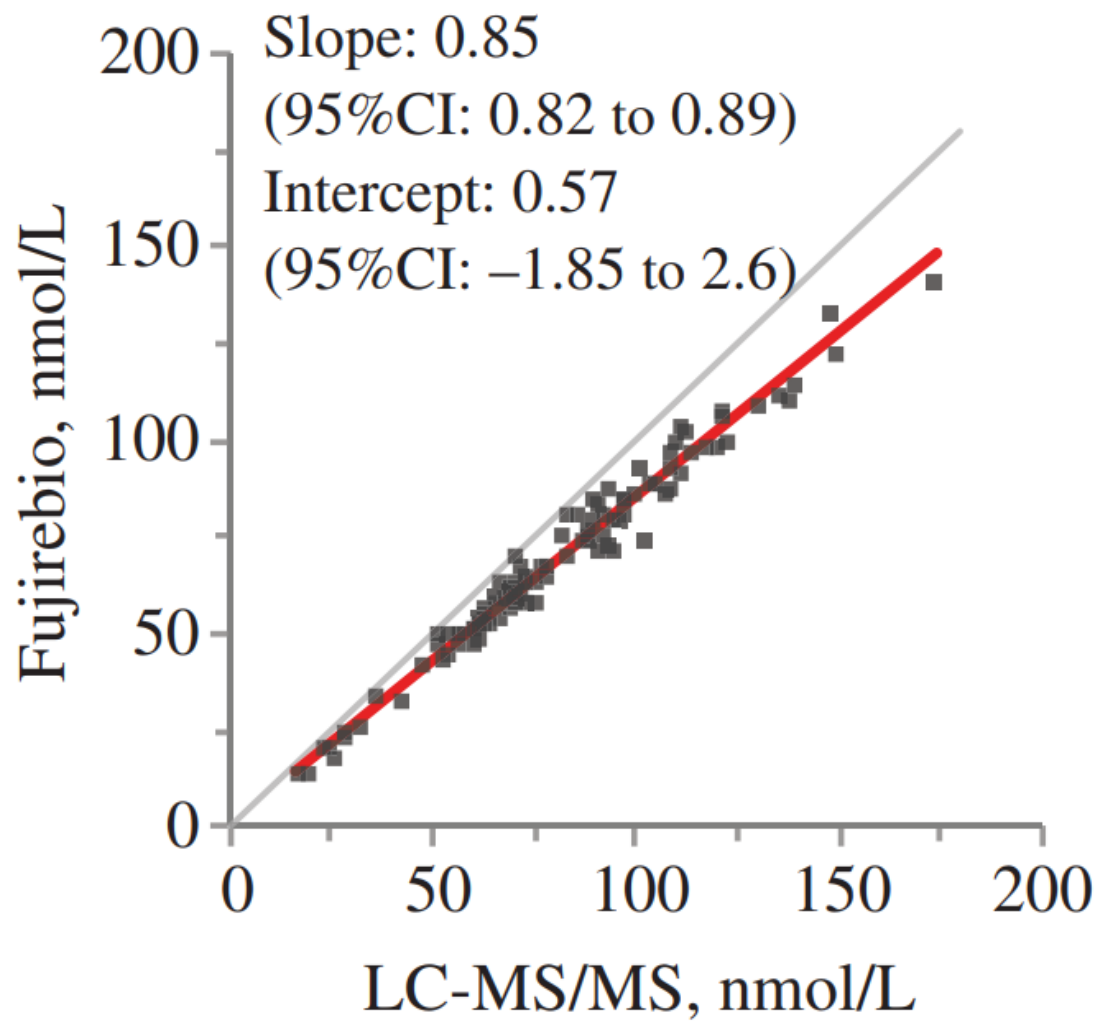 Slope: 0.85
(95%CI: 0.82 to 0.89)
Intercept: 0.57
(95%CI: –1.85 to 2.6)
200
150
100
50
0
Fujirebio, nmol/L
0 50 100 150 200
LC-MS/MS, nmol/L